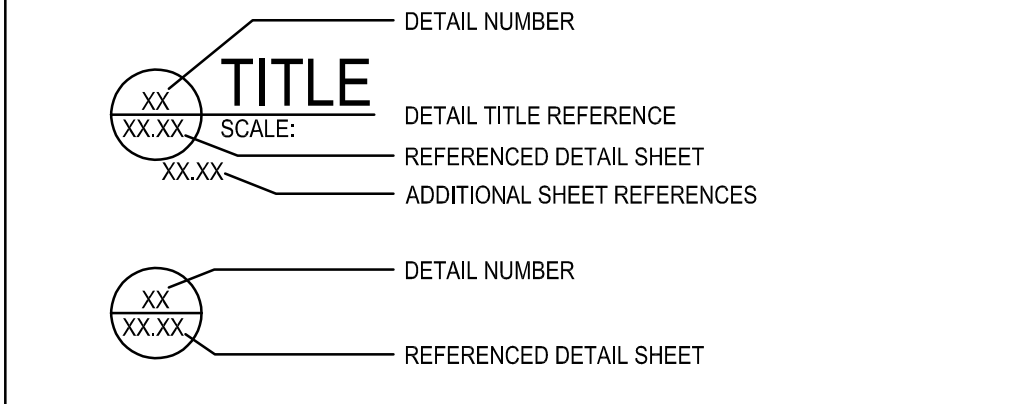 DETAIL NUMBER
TITLE
XX
DETAIL TITLE REFERENCE
XX.XX
SCALE:
REFERENCED DETAIL SHEET
XX.XX
ADDITIONAL SHEET REFERENCES
DETAIL NUMBER
XX
XX.XX
REFERENCED DETAIL SHEET